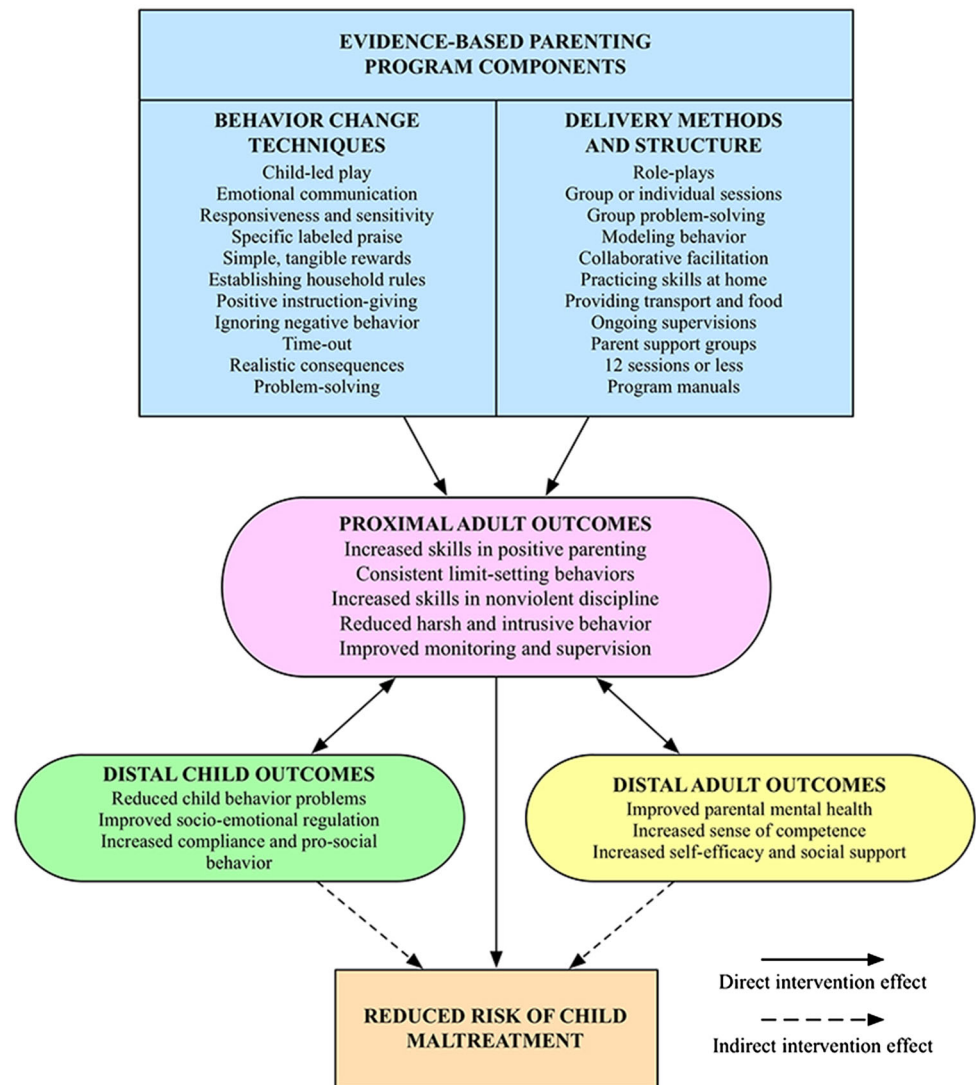 EVIDENCE-BASED PARENTING
PROGRAM COMPONENTS
BEHAVIOR CHANGE
TECHNIQUES
Child-led play
Emotional communication
Responsiveness and sensitivity
Specific labeled praise
Simple, tangible rewards
Establishing household rules
Positive instruction-giving
Ignoring negative behavior
Time-out
Realistic consequences
Problem-solving
DELIVERY METHODS
AND STRUCTURE
Role-plays
Group or individual sessions
Group problem-solving
Modeling behavior
Collaborative facilitation
Practicing skills at home
Providing transport and food
Ongoing supervisions
Parent support groups
12 sessions or less
Program manuals
PROXIMAL ADULT OUTCOMES
Increased skills in positive parenting
Consistent limit-setting behaviors
Increased skills in nonviolent discipline
Reduced harsh and intrusive behavior
Improved monitoring and supervision
DISTAL CHILD OUTCOMES
Reduced child behavior problems
Improved socio-emotional regulation
Increased compliance and pro-social
behavior
DISTAL ADULT OUTCOMES
Improved parental mental health
Increased sense of competence
Increased self-efficacy and social support
REDUCED RISK OF CHILD
MALTREATMENT
Direct intervention effect
Indirect intervention effect